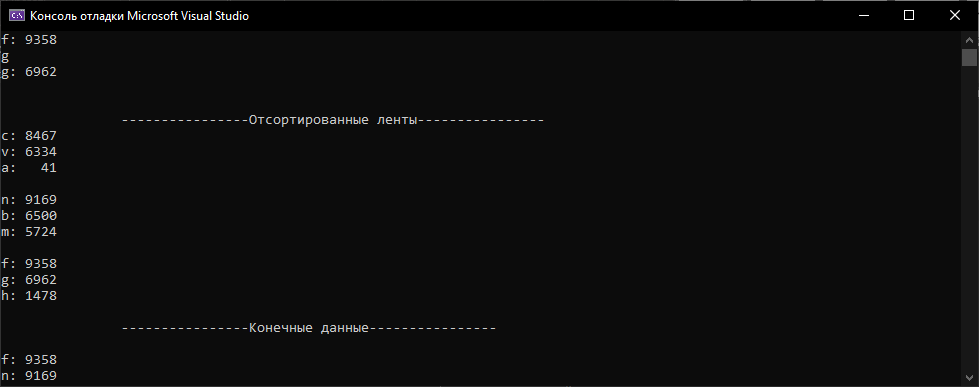 Консоль отладки Microsoft Visual Studio
f: 9358
g
g: 6962
----------------Отсортированные ленты----------------
c: 8467
v: 6334
a:   41
n: 9169
b: 6500
m: 5724
f: 9358
g: 6962
h: 1478
----------------Конечные данные----------------
f: 9358
n: 9169